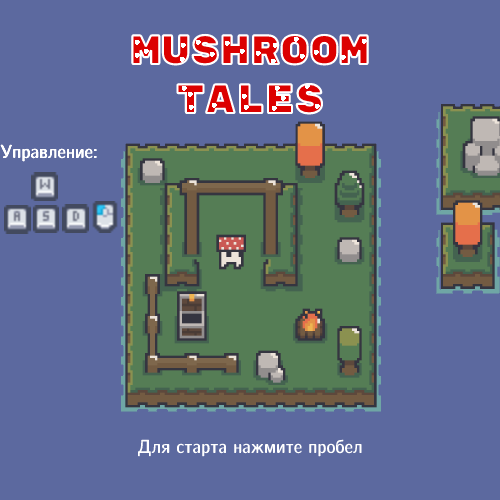 MUSHROOM
TALES
Управление:
W
A S D
Для старта нажмите пробел